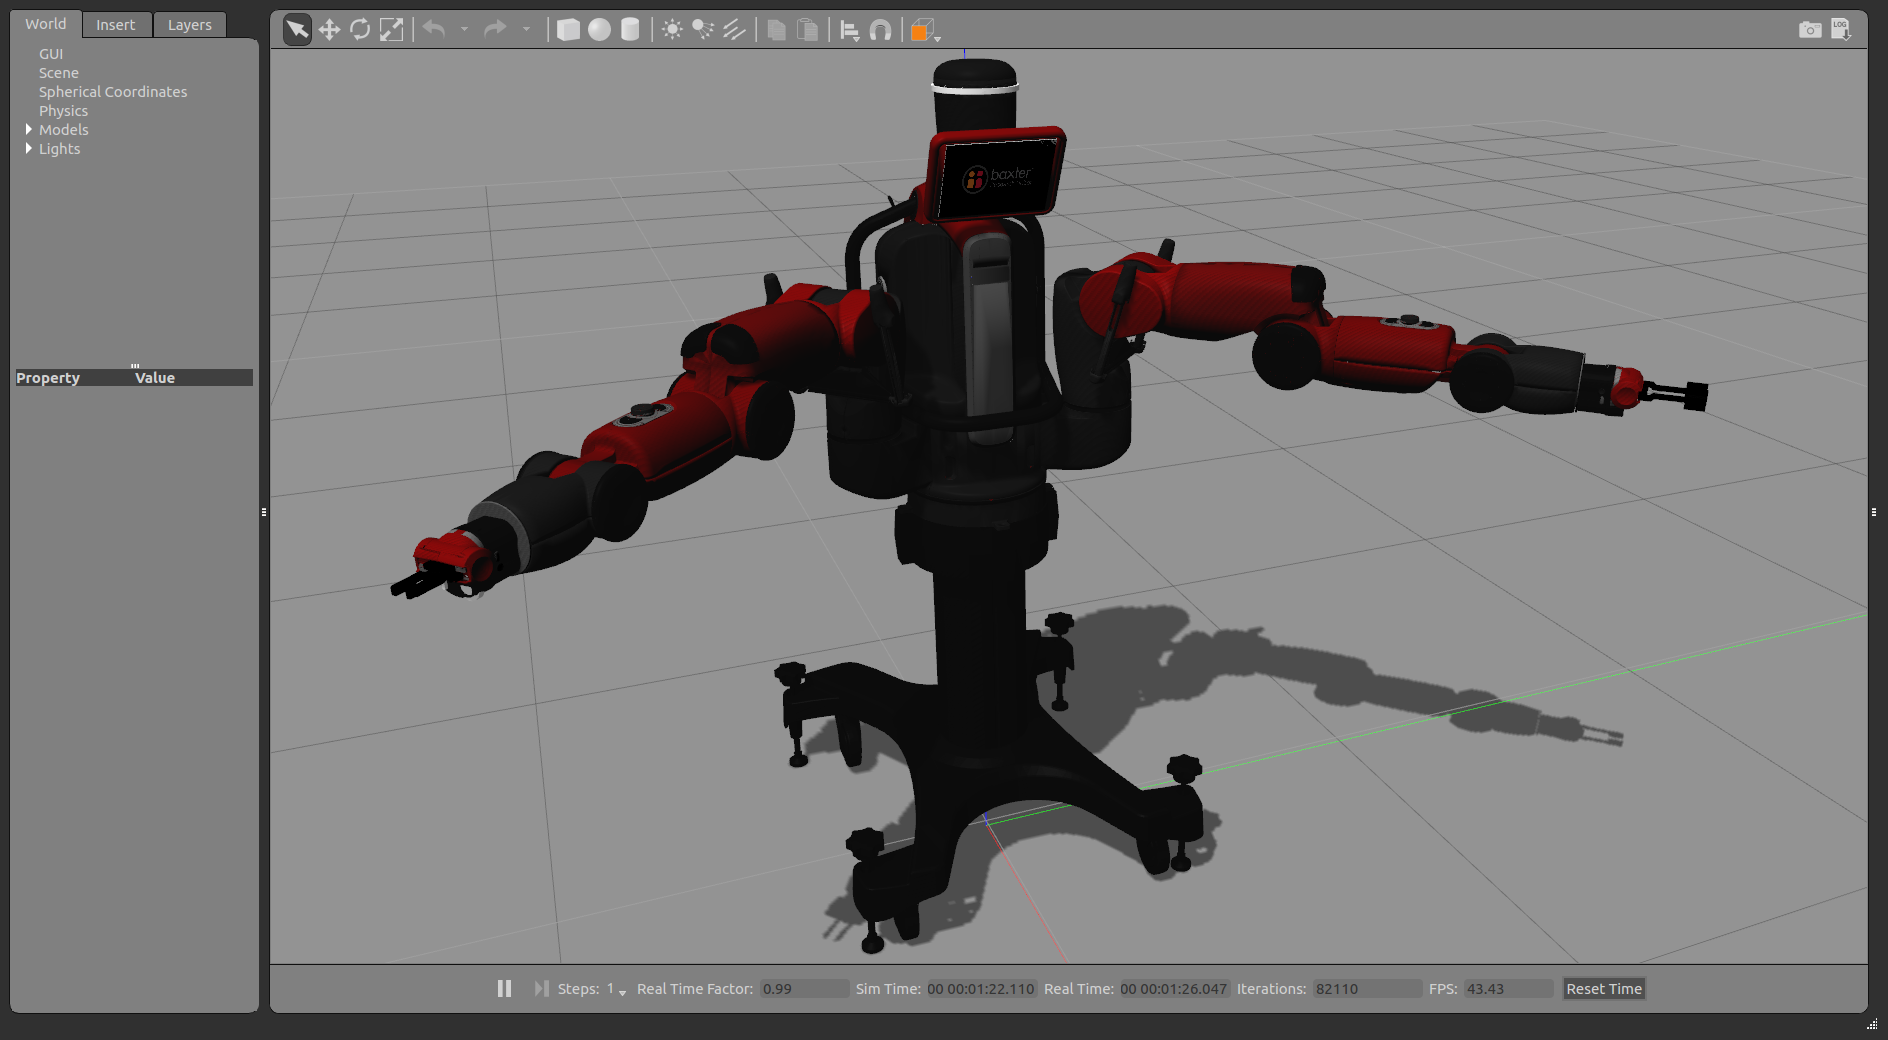 World Insert Layers
GUI
Scene
Spherical Coordinates
Physics
Models
Lights
Property Value
LOG
baxter
Steps: 1 Real Time Factor: 0.99 Sim Time: 00 00:01:22.110 Real Time: 00 00:01:26.047 Iterations: 82110 FPS: 43.43 Reset Time